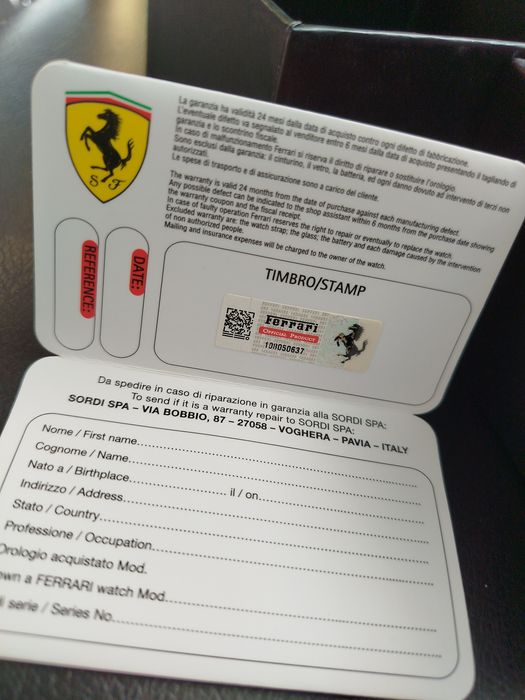 S F
La garanzia ha validità 24 mesi dalla data di acquisto contro ogni difetto di fabbricazione.
L'eventuale difetto va segnalato al venditore entro 6 mesi dalla data di acquisto presentando il tagliando di
garanzia e lo scontrino fiscale.
In caso di malfunzionamento Ferrari si riserva il diritto di riparare o sostituire l'orologio.
Sono esclusi dalla garanzia: il cinturino, il vetro, la batteria, ed ogni danno dovuto ad intervento di terzi non
autorizzati.
Le spese di trasporto e di assicurazione sono a carico del cliente.
The warranty is valid 24 months from the date of purchase against each manufacturing defect.
Any possible defect can be indicated to the shop assistant within 6 months from the purchase date showing
the warranty coupon and the fiscal receipt.
In case of faulty operation Ferrari reserves the right to repair or eventually to replace the watch.
Excluded warranty are: the watch strap; the glass; the battery and each damage caused by the intervention
of non authorized people.
Mailing and insurance expenses will be charged to the owner of the watch.
REFERENCE:
DATE:
TIMBRO/STAMP
Ferrari
OFFICIAL PRODUCT
Da spedire in caso di riparazione in garanzia alla SORDI SPA:
To send if it is a warranty repair to SORDI SPA:
SORDI SPA – VIA BOBBIO, 87 – 27058 – VOGHERA – PAVIA – ITALY
Nome / First name
Cognome / Name
Nato a / Birthplace il / on
Indirizzo / Address
Stato / Country
Professione / Occupation
Orologio acquistato Mod.
own a FERRARI watch Mod
i serie / Series No